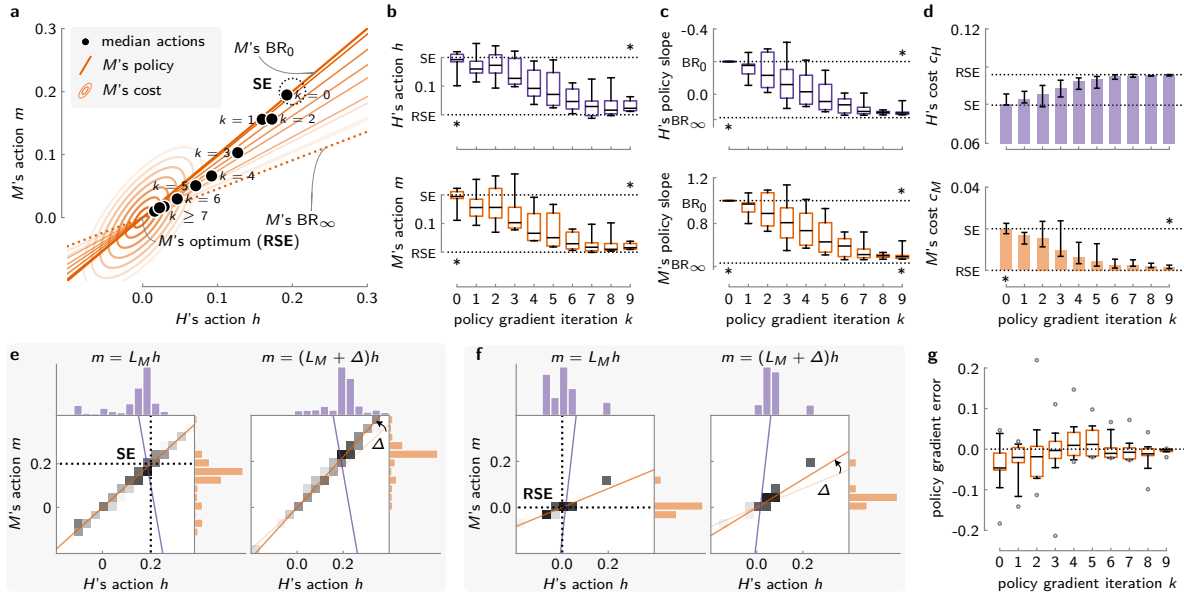 a
0.3
0.2
0.1
0.0
M's action m
median actions
M's policy
M's cost
M's BR0
SE
k = 0
k = 1
k = 2
k = 3
k = 4
k = 5
k = 6
k ≥ 7
M's BR∞
M's optimum (RSE)
0.0
0.1
0.2
0.3
H's action h
b
H's action h
SE
0.1
RSE
*
*
M's action m
SE
0.1
RSE
*
*
0 1 2 3 4 5 6 7 8 9
policy gradient iteration k
c
H's policy slope
-0.4
BR0
0.0
BR∞
*
*
M's policy slope
1.2
BR0
0.8
BR∞
*
*
*
0 1 2 3 4 5 6 7 8 9
policy gradient iteration k
d
H's cost cH
RSE
SE
0.06
M's cost cM
0.04
SE
RSE
*
*
0 1 2 3 4 5 6 7 8 9
policy gradient iteration k
e
m = LMh
m = (LM + Δ)h
M's action m
0.2
0
SE
Δ
0.0
0.2
0.0
0.2
H's action h
f
m = LMh
m = (LM + Δ)h
M's action m
0.2
0.0
RSE
Δ
0.0
0.2
0.0
0.2
H's action h
g
policy gradient error
0.2
0.1
0.0
-0.1
-0.2
0 1 2 3 4 5 6 7 8 9
policy gradient iteration k